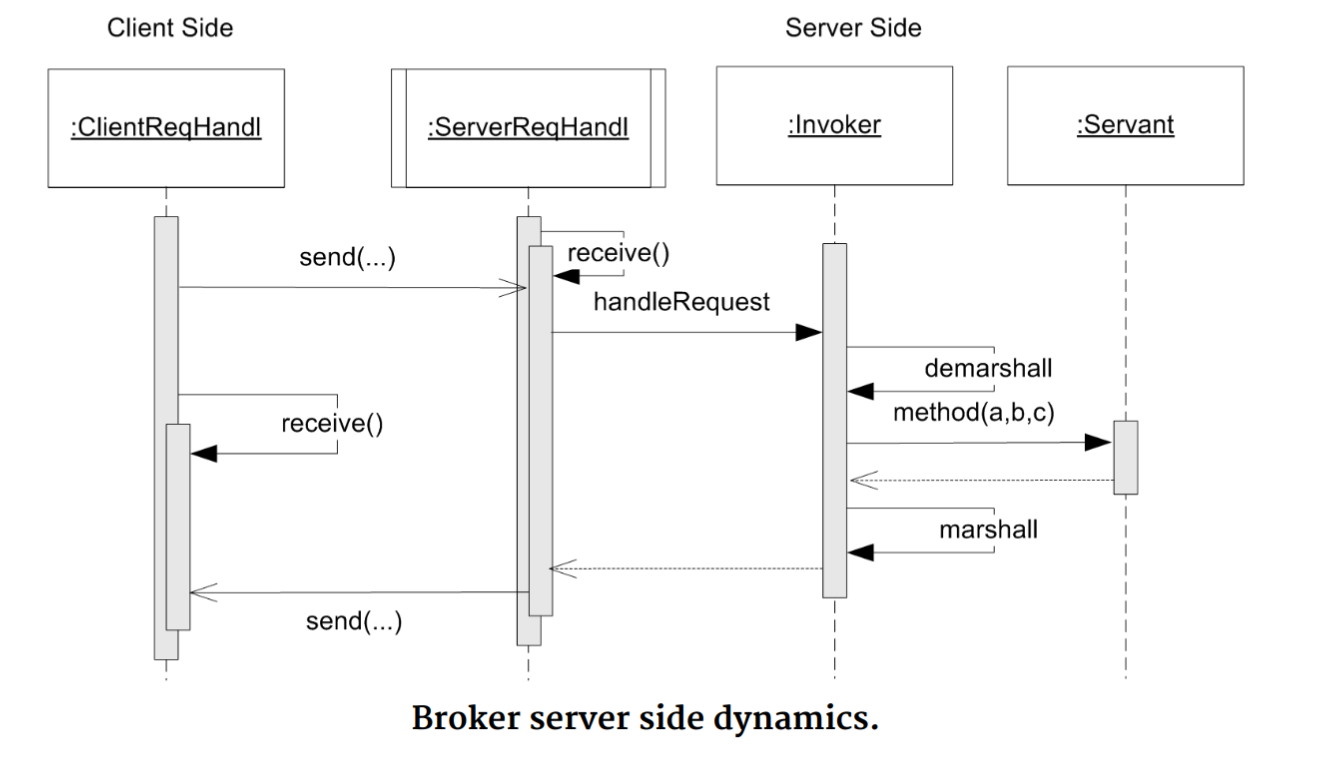 Client Side
Server Side
:ClientReqHandl
:ServerReqHandl
:Invoker
:Servant
send(...)
receive()
handleRequest
demarshall
method(a,b,c)
receive()
marshall
send(...)
Broker server side dynamics.